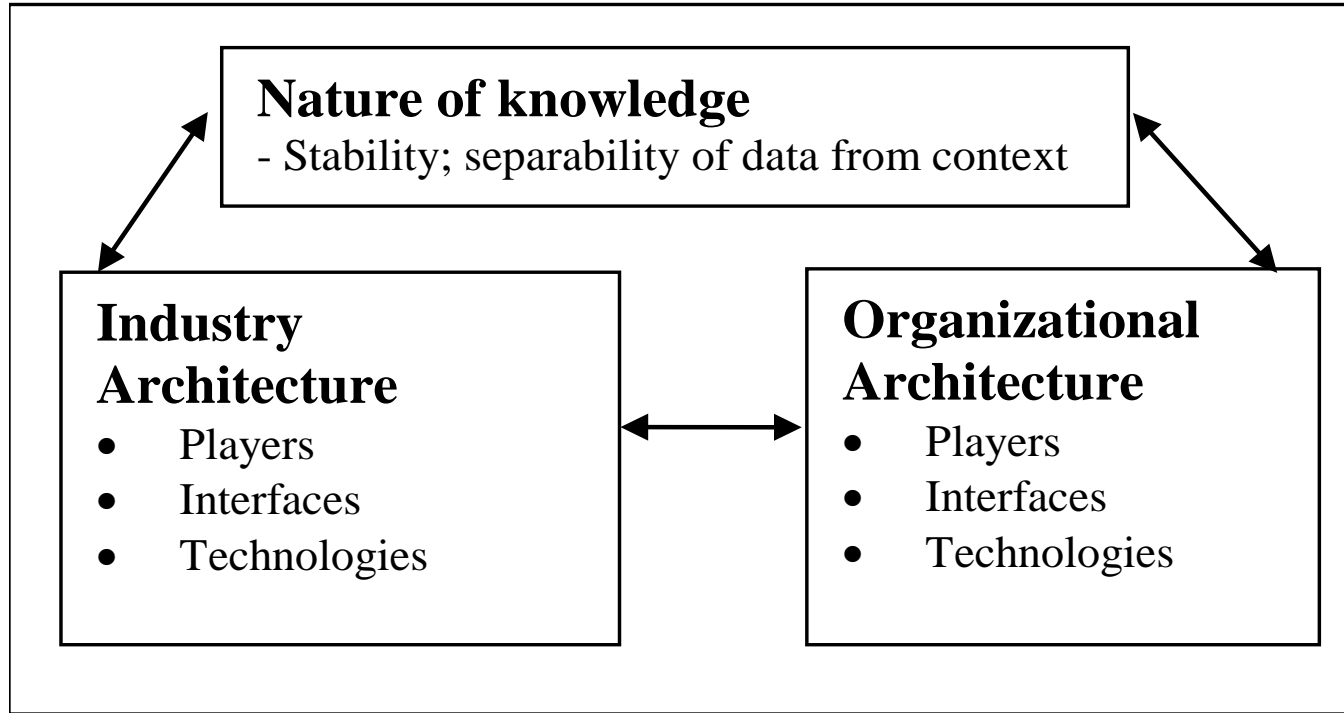 Nature of knowledge
- Stability; separability of data from context
Industry
Architecture
• Players
• Interfaces
• Technologies
Organizational
Architecture
• Players
• Interfaces
• Technologies